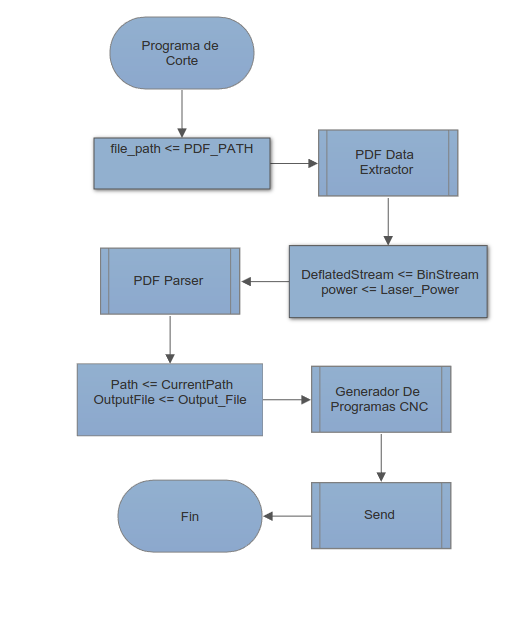 Programa de
Corte
file_path <= PDF_PATH
PDF Data
Extractor
DeflatedStream <= BinStream
power <= Laser_Power
PDF Parser
Path <= CurrentPath
OutputFile <= Output_File
Generador De
Programas CNC
Send
Fin